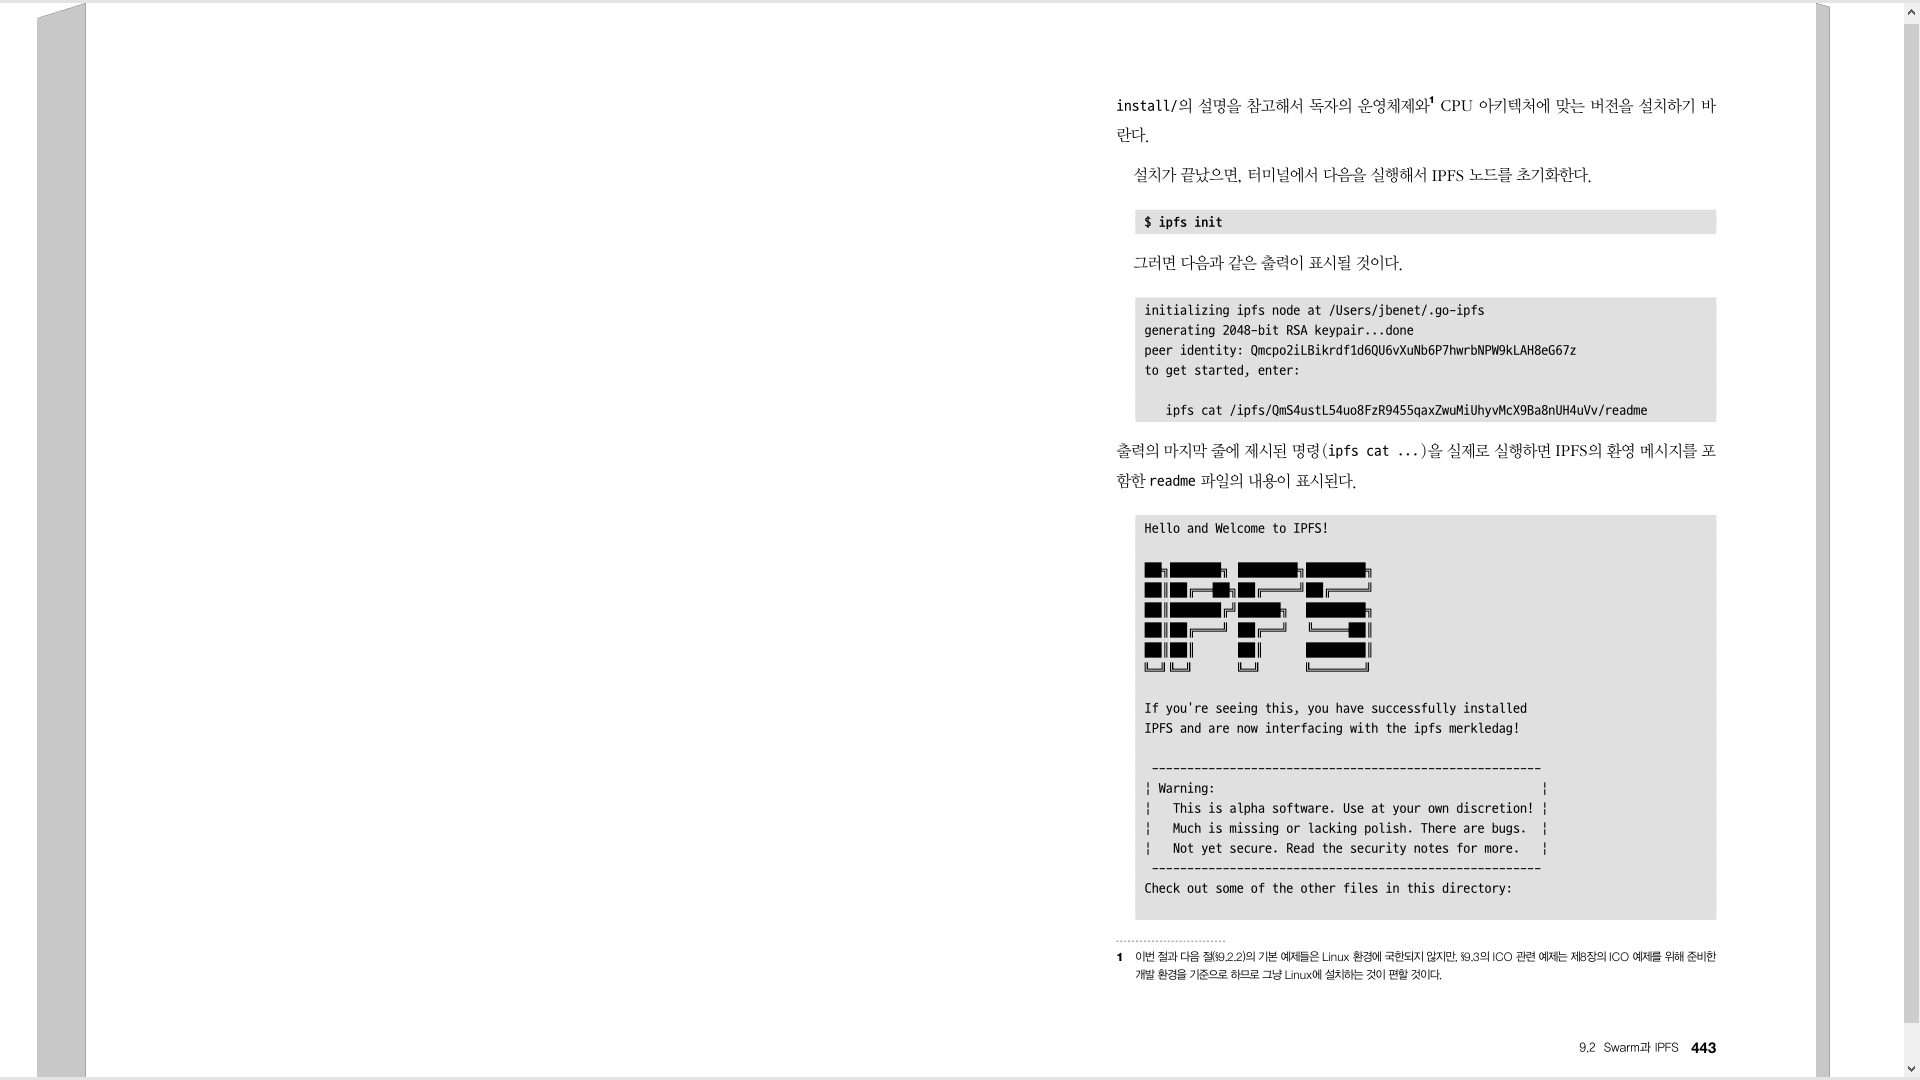 install/의 설명을 참고해서 독자의 운영체제와1 CPU 아키텍처에 맞는 버전을 설치하기 바
란다.
설치가 끝났으면, 터미널에서 다음을 실행해서 IPFS 노드를 초기화한다.
$ ipfs init
그러면 다음과 같은 출력이 표시될 것이다.
initializing ipfs node at /Users/jbenet/.go-ipfs
generating 2048-bit RSA keypair...done
peer identity: Qmcpo2iLBikrdf1d6QU6vXuNb6P7hwrbNPW9kLAH8eG67z
to get started, enter:
ipfs cat /ipfs/QmS4ustL54uo8FzR9455qaxZwuMiUhyvMcX9Ba8nUH4uVv/readme
출력의 마지막 줄에 제시된 명령(ipfs cat ...)을 실제로 실행하면 IPFS의 환영 메시지를 포
함한 readme 파일의 내용이 표시된다.
Hello and Welcome to IPFS!
IPFS
If you're seeing this, you have successfully installed
IPFS and are now interfacing with the ipfs merkledag!
-------------------------------------------------------
| Warning: |
| This is alpha software. Use at your own discretion! |
| Much is missing or lacking polish. There are bugs. |
| Not yet secure. Read the security notes for more. |
-------------------------------------------------------
Check out some of the other files in this directory:
1 이번 절과 다음 절(§9.2.2)의 기본 예제들은 Linux 환경에 국한되지 않지만, §9.3의 ICO 관련 예제는 제8장의 ICO 예제를 위해 준비한
개발 환경을 기준으로 하므로 그냥 Linux에 설치하는 것이 편할 것이다.
9.2 Swarm과 IPFS 443